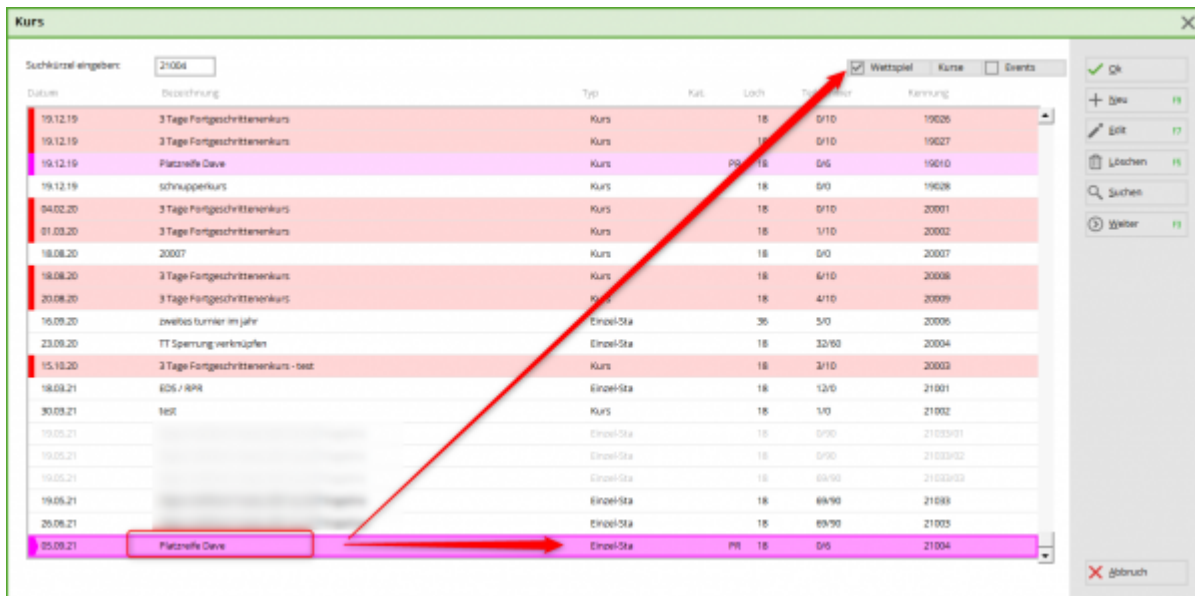 Kurs
Suchkürzel eingeben: 21004 Wettspiel Kurse Events
Datum Bezeichnung Typ Kat. Loch Kennung
19.12.19 3 Tage Fortgeschrittenenkurs Kurs 18 0/10 19026
19.12.19 3 Tage Fortgeschrittenenkurs Kurs 18 0/10 19027
19.12.19 Platzreife Dave Kurs PR 18 0/6 19010
19.12.19 schnupperkurs Kurs 18 0/0 19028
04.02.20 3 Tage Fortgeschrittenenkurs Kurs 18 0/10 20001
01.03.20 3 Tage Fortgeschrittenenkurs Kurs 18 1/10 20002
18.08.20 20007 Kurs 18 0/0 20007
18.08.20 3 Tage Fortgeschrittenenkurs Kurs 18 6/10 20008
20.08.20 3 Tage Fortgeschrittenenkurs Kurs 18 4/10 20009
16.09.20 zweites turnier im jahr Einzel-Sta 36 5/0 20006
23.09.20 TT Sperrung verknüpfen Einzel-Sta 18 32/60 20004
15.10.20 3 Tage Fortgeschrittenenkurs - test Kurs 18 3/10 20003
18.03.21 EDS / RPR Einzel-Sta 18 12/0 21001
30.03.21 test Kurs 18 1/0 21002
19.05.21 Einzel-Sta 18 0/90 21033/01
19.05.21 Einzel-Sta 18 0/90 21033/02
19.05.21 Einzel-Sta 18 69/90 21033/03
19.05.21 Einzel-Sta 18 69/90 21033
26.06.21 Einzel-Sta 18 69/90 21003
05.09.21 Platzreife Dave Einzel-Sta PR 18 0/6 21004
Ok
Neu F8
Edit F7
Löschen F5
Suchen
Weiter F3
Abbruch